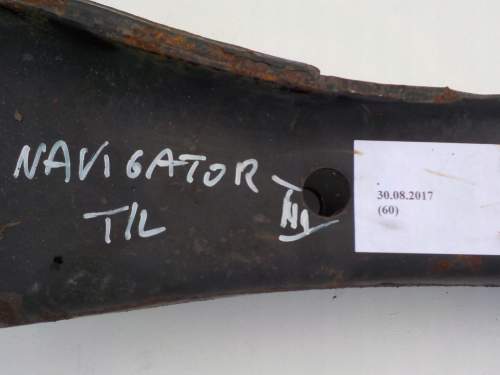 NAVIGATOR
T/L
30.08.2017
(60)